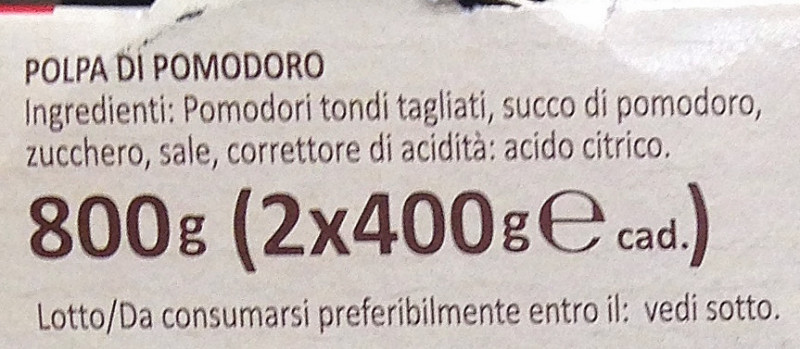 POLPA DI POMODORO
Ingredienti: Pomodori tondi tagliati, succo di pomodoro,
zucchero, sale, correttore di acidità: acido citrico.
800g (2x400g℮ cad.)
Lotto/Da consumarsi preferibilmente entro il: vedi sotto.